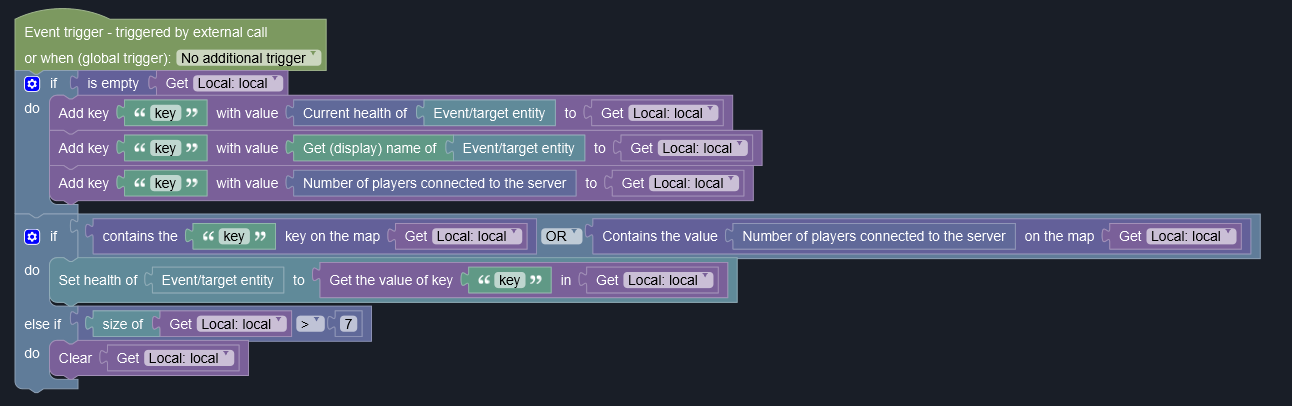 Event trigger - triggered by external call
or when (global trigger): No additional trigger
if is empty Get Local: local
do Add key “ key ” with value Current health of Event/target entity to Get Local: local
Add key “ key ” with value Get (display) name of Event/target entity to Get Local: local
Add key “ key ” with value Number of players connected to the server to Get Local: local
if contains the “ key ” key on the map Get Local: local OR Contains the value Number of players connected to the server on the map Get Local: local
do Set health of Event/target entity to Get the value of key “ key ” in Get Local: local
else if size of Get Local: local > 7
do Clear Get Local: local